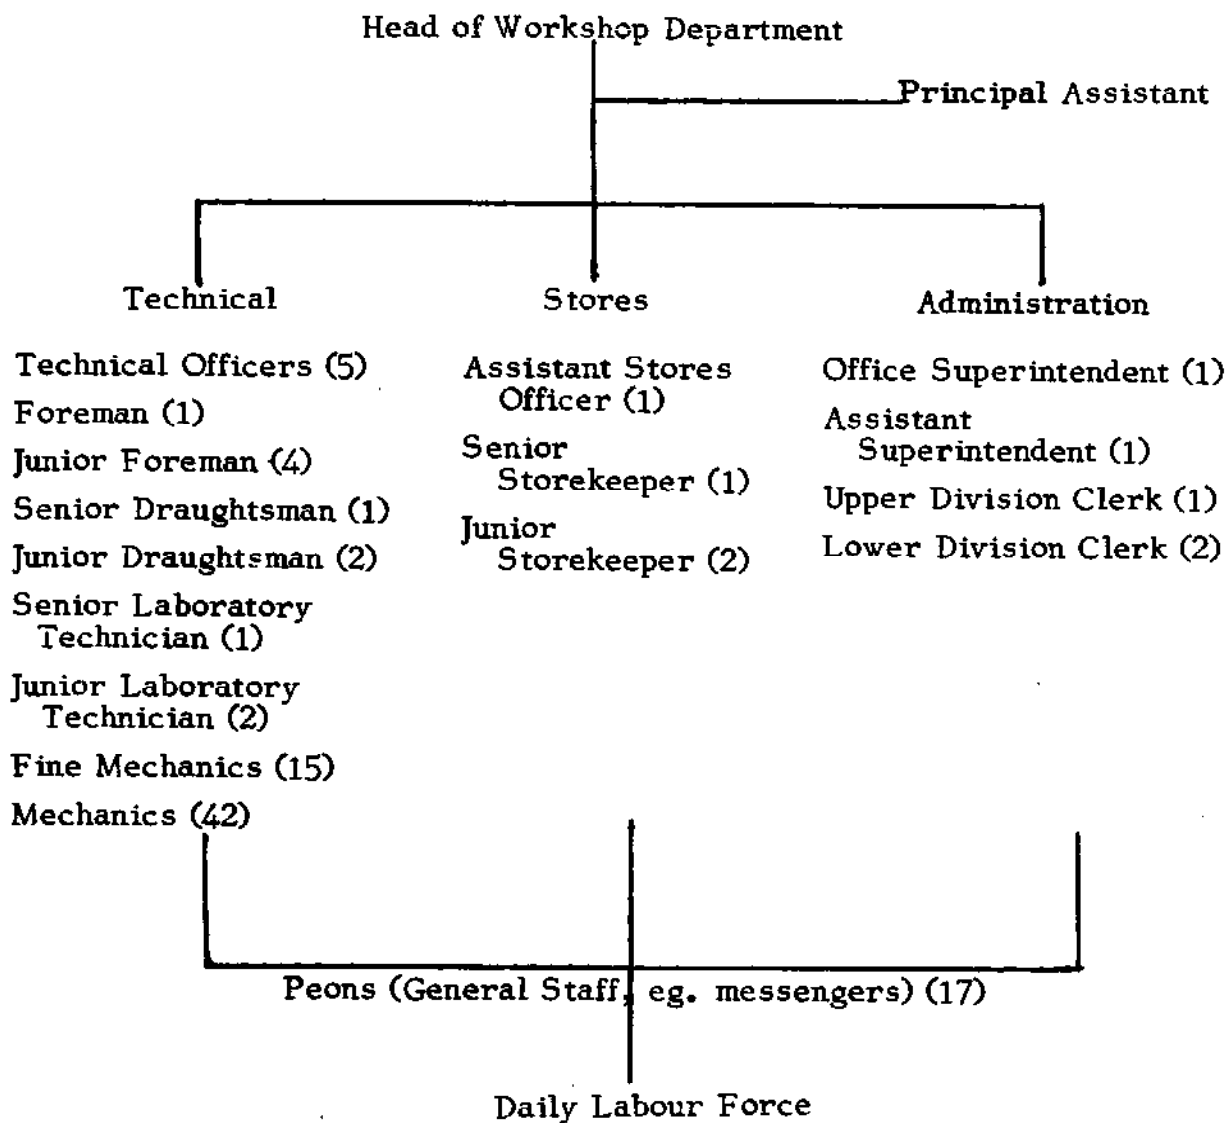 Head of Workshop Department
Principal Assistant
Technical
Technical Officers (5)
Foreman (1)
Junior Foreman (4)
Senior Draughtsman (1)
Junior Draughtsman (2)
Senior Laboratory
Technician (1)
Junior Laboratory
Technician (2)
Fine Mechanics (15)
Mechanics (42)
Stores
Assistant Stores
Officer (1)
Senior
Storekeeper (1)
Junior
Storekeeper (2)
Administration
Office Superintendent (1)
Assistant
Superintendent (1)
Upper Division Clerk (1)
Lower Division Clerk (2)
Peons (General Staff, eg. messengers) (17)
Daily Labour Force